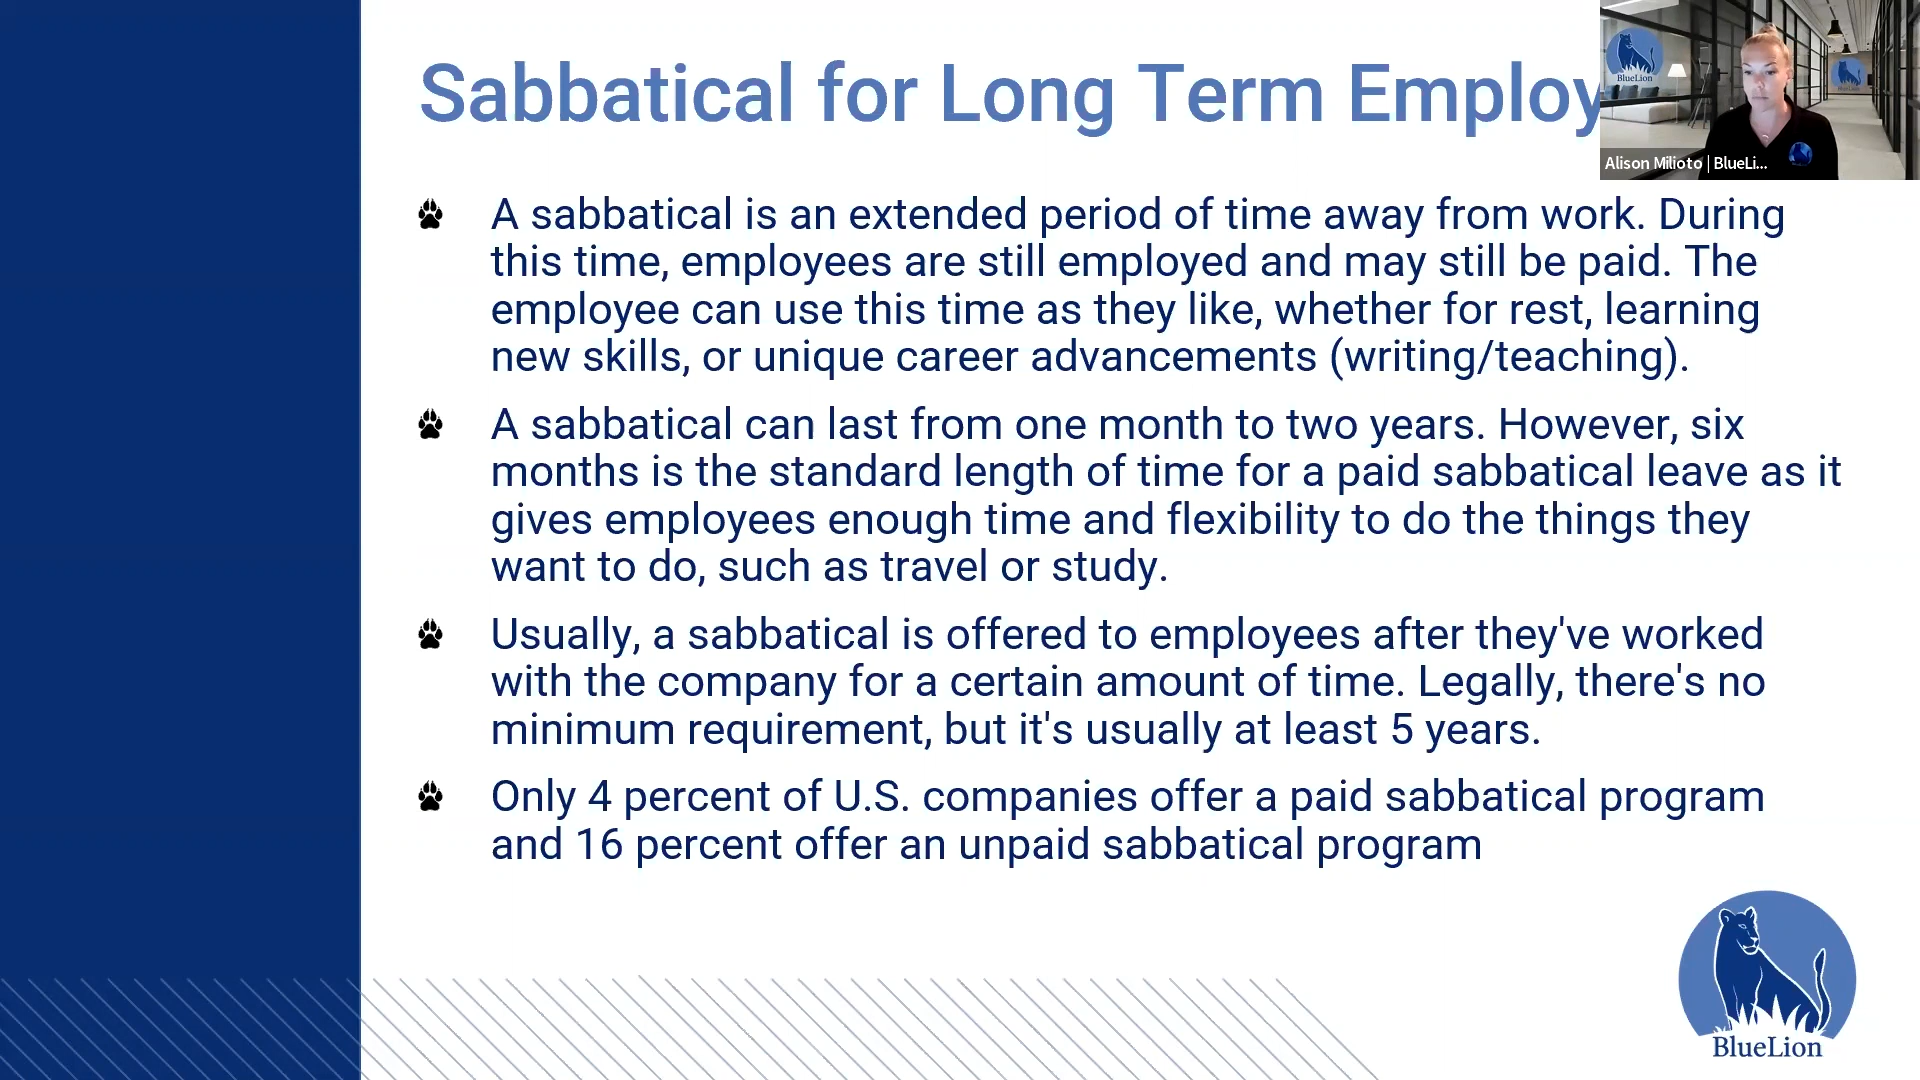 Sabbatical for Long Term Employ
BlueLion
Alison Milioto | BlueLi...
A sabbatical is an extended period of time away from work. During
this time, employees are still employed and may still be paid. The
employee can use this time as they like, whether for rest, learning
new skills, or unique career advancements (writing/teaching).
A sabbatical can last from one month to two years. However, six
months is the standard length of time for a paid sabbatical leave as it
gives employees enough time and flexibility to do the things they
want to do, such as travel or study.
Usually, a sabbatical is offered to employees after they've worked
with the company for a certain amount of time. Legally, there's no
minimum requirement, but it's usually at least 5 years.
Only 4 percent of U.S. companies offer a paid sabbatical program
and 16 percent offer an unpaid sabbatical program
BlueLion